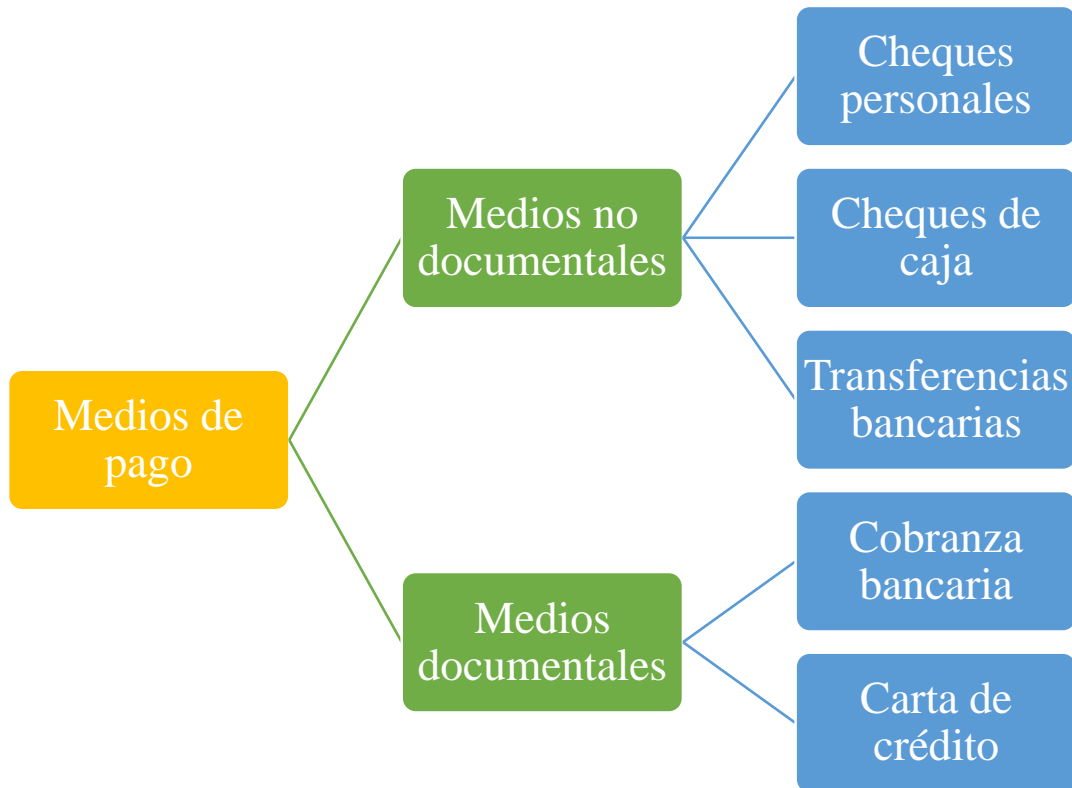 Medios de
pago
Medios no
documentales
Cheques
personales
Cheques de
caja
Transferencias
bancarias
Medios
documentales
Cobranza
bancaria
Carta de
crédito